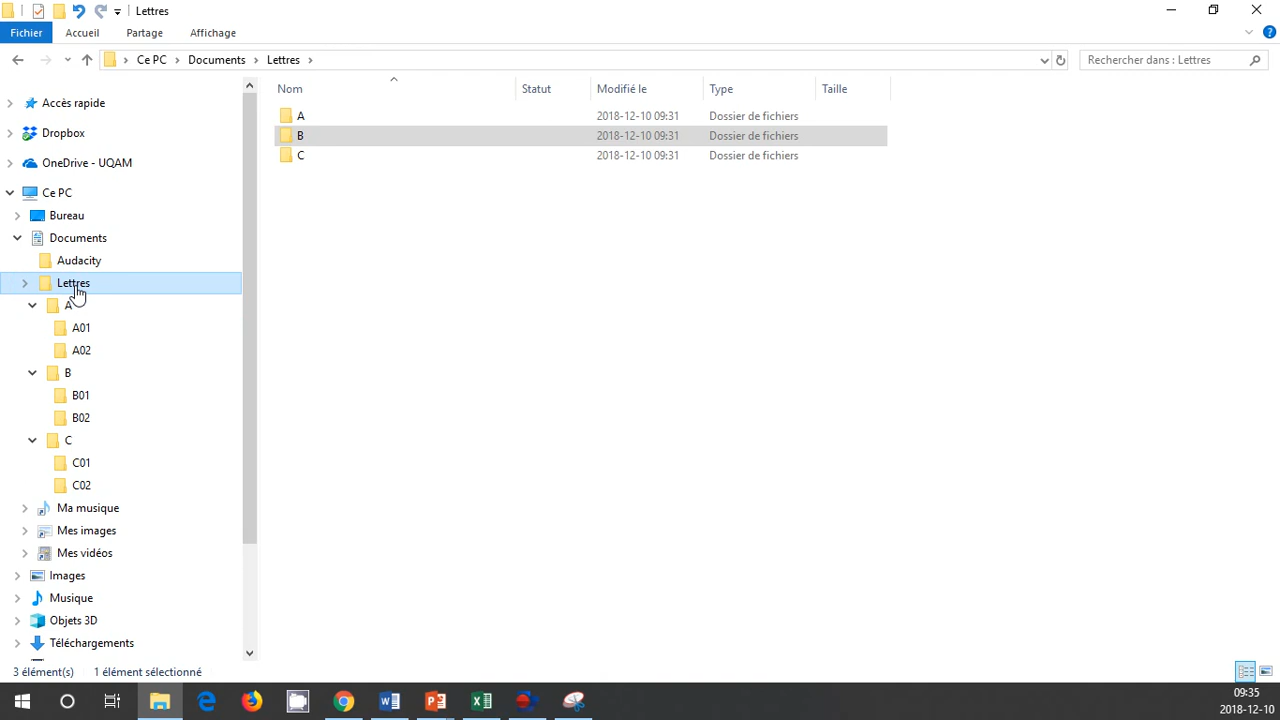 Lettres
Fichier Accueil Partage Affichage
Ce PC Documents Lettres Rechercher dans : Lettres
Nom Statut Modifié le Type Taille
A 2018-12-10 09:31 Dossier de fichiers
B 2018-12-10 09:31 Dossier de fichiers
C 2018-12-10 09:31 Dossier de fichiers
Accès rapide
Dropbox
OneDrive - UQAM
Ce PC
Bureau
Documents
Audacity
Lettres
A
A01
A02
B
B01
B02
C
C01
C02
Ma musique
Mes images
Mes vidéos
Images
Musique
Objets 3D
Téléchargements
3 élément(s) 1 élément sélectionné
09:35
2018-12-10